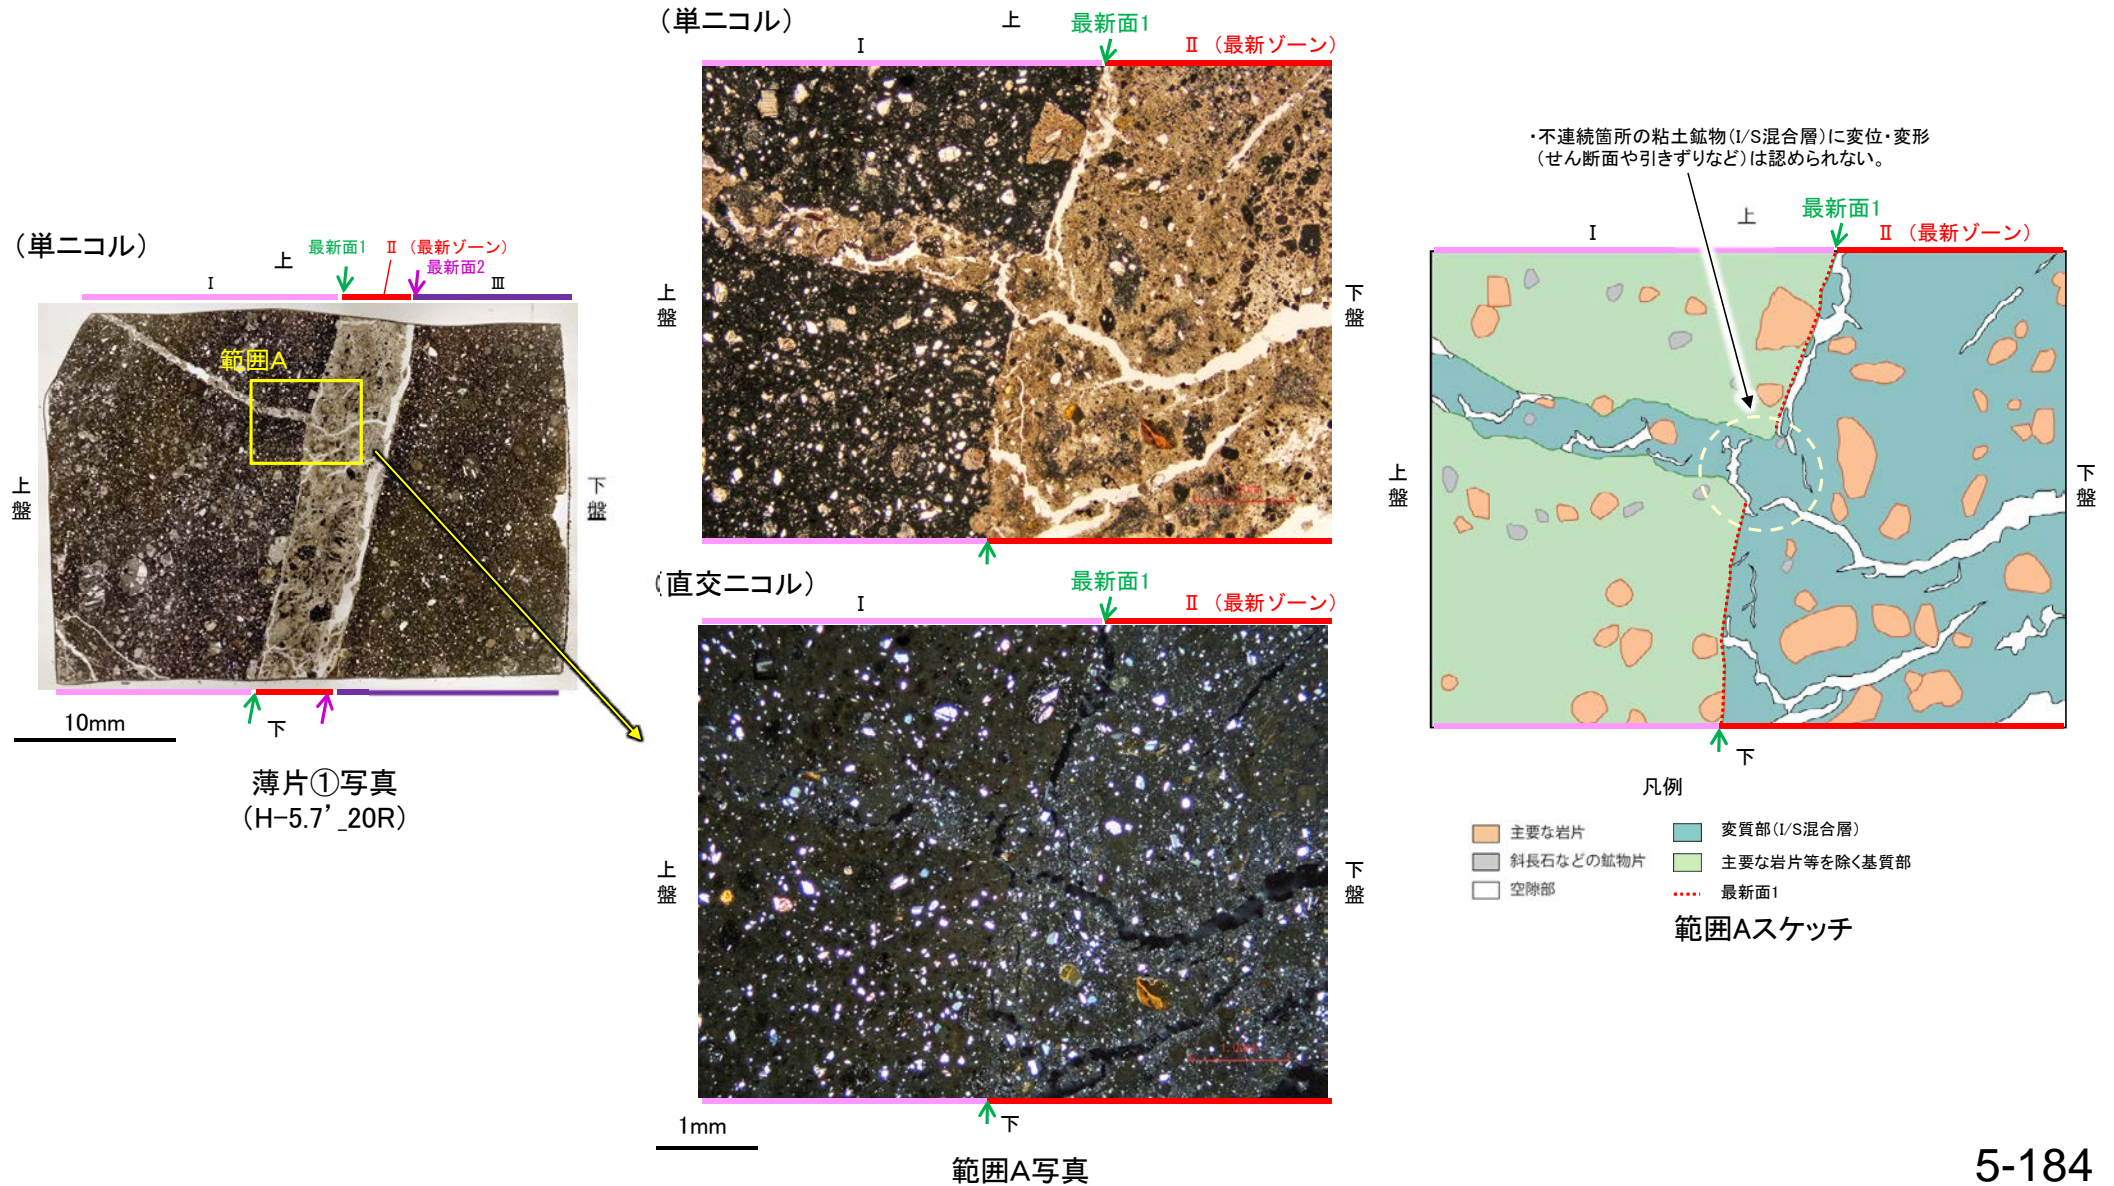 (単ニコル)
上
最新面1
Ⅱ (最新ゾーン)
最新面2
Ⅰ
Ⅲ
範囲A
上盤
下盤
10mm
下
薄片①写真
(H-5.7’_20R)
(単ニコル)
上
最新面1
Ⅰ
Ⅱ (最新ゾーン)
上盤
下盤
(直交ニコル)
最新面1
Ⅰ
Ⅱ (最新ゾーン)
上盤
下盤
1.0mm
1mm
下
範囲A写真
・不連続箇所の粘土鉱物(I/S混合層)に変位・変形
(せん断面や引きずりなど)は認められない。
上
最新面1
Ⅰ
Ⅱ (最新ゾーン)
上盤
下盤
下
凡例
主要な岩片
変質部(I/S混合層)
斜長石などの鉱物片
主要な岩片等を除く基質部
空隙部
最新面1
範囲Aスケッチ
5-184